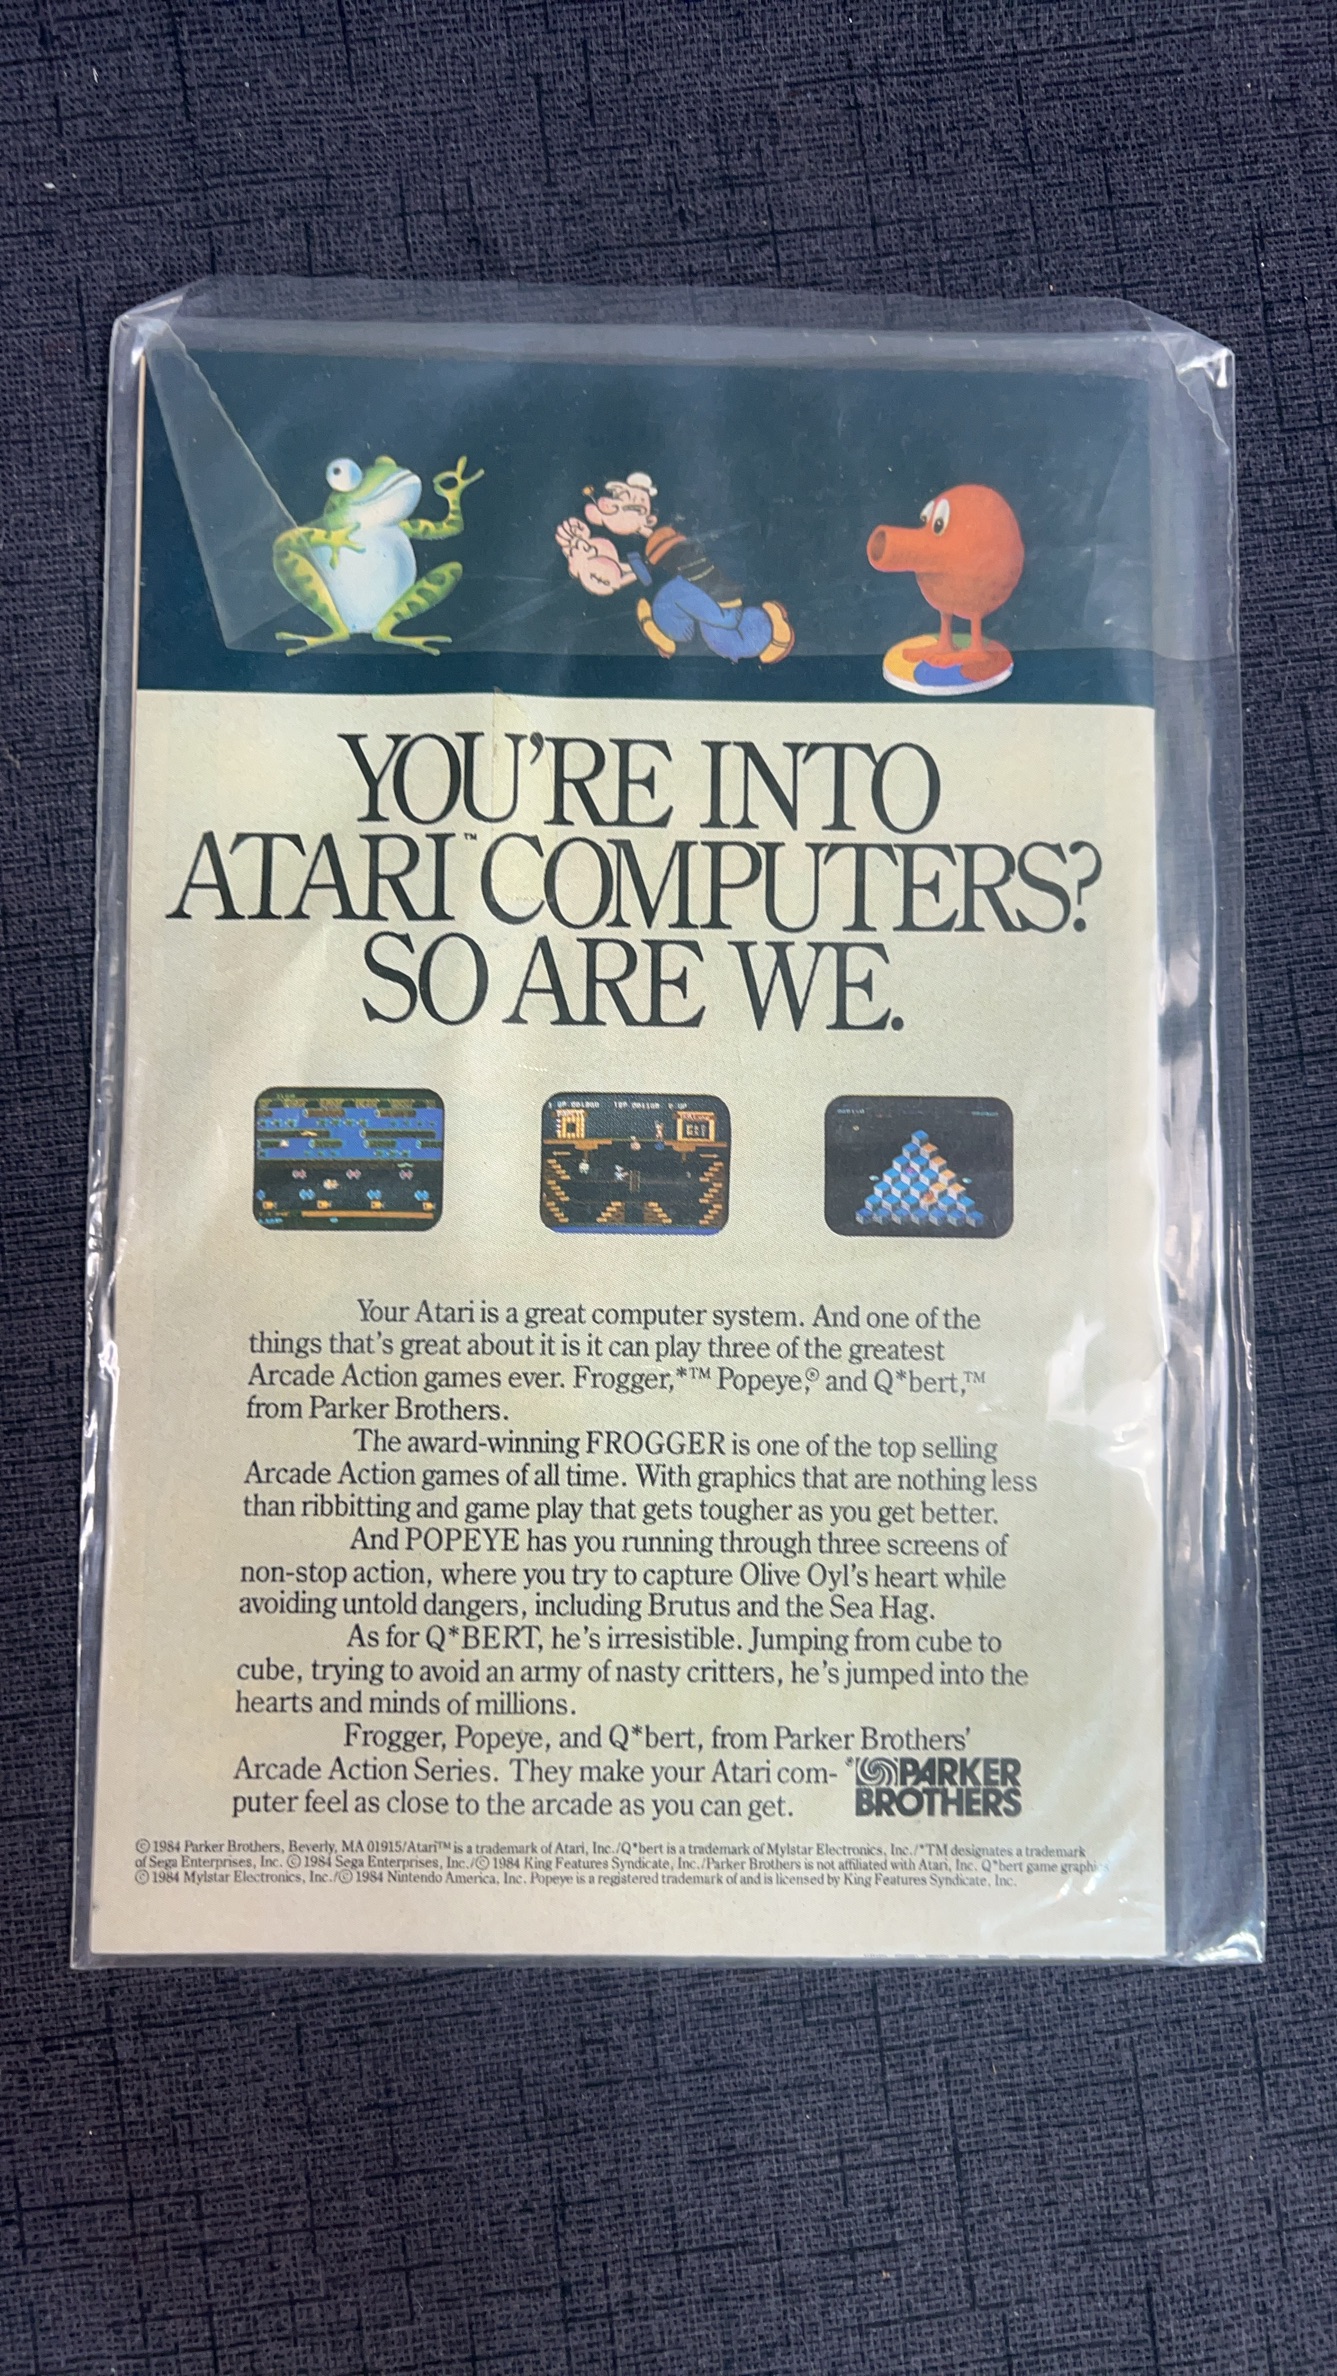 YOU'RE INTO
ATARI™ COMPUTERS?
SO ARE WE.
Your Atari is a great computer system. And one of the
things that's great about it is it can play three of the greatest
Arcade Action games ever. Frogger,*™ Popeye,® and Q*bert,™
from Parker Brothers.
The award-winning FROGGER is one of the top selling
Arcade Action games of all time. With graphics that are nothing less
than ribbitting and game play that gets tougher as you get better.
And POPEYE has you running through three screens of
non-stop action, where you try to capture Olive Oyl's heart while
avoiding untold dangers, including Brutus and the Sea Hag.
As for Q*BERT, he's irresistible. Jumping from cube to
cube, trying to avoid an army of nasty critters, he's jumped into the
hearts and minds of millions.
Frogger, Popeye, and Q*bert, from Parker Brothers'
Arcade Action Series. They make your Atari com-
puter feel as close to the arcade as you can get.
PARKER
BROTHERS
© 1984 Parker Brothers, Beverly, MA 01915/Atari™ is a trademark of Atari, Inc./Q*bert is a trademark of Mylstar Electronics, Inc./*TM designates a trademark
of Sega Enterprises, Inc. © 1984 Sega Enterprises, Inc./© 1984 King Features Syndicate, Inc./Parker Brothers is not affiliated with Atari, Inc. Q*bert game graphics
© 1984 Mylstar Electronics, Inc./© 1984 Nintendo America, Inc. Popeye is a registered trademark of and is licensed by King Features Syndicate, Inc.